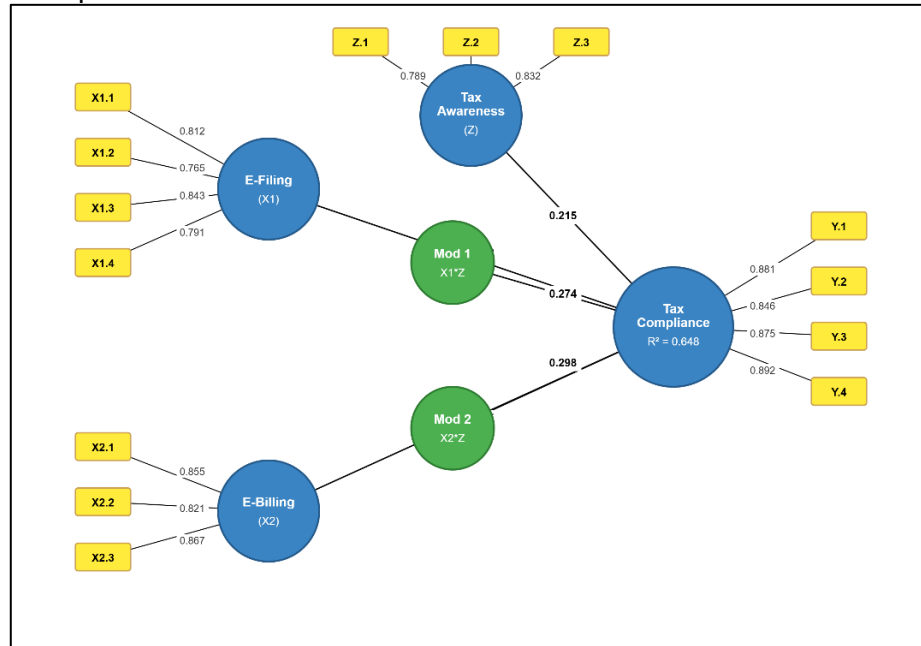 Z.1
Z.2
Z.3
0.789
0.832
Tax
Awareness
(Z)
X1.1
X1.2
X1.3
X1.4
0.812
0.765
0.843
0.791
E-Filing
(X1)
0.215
Mod 1
X1*Z
0.274
Tax
Compliance
R² = 0.648
Y.1
Y.2
Y.3
Y.4
0.881
0.846
0.875
0.892
0.298
Mod 2
X2*Z
X2.1
X2.2
X2.3
0.855
0.821
0.867
E-Billing
(X2)